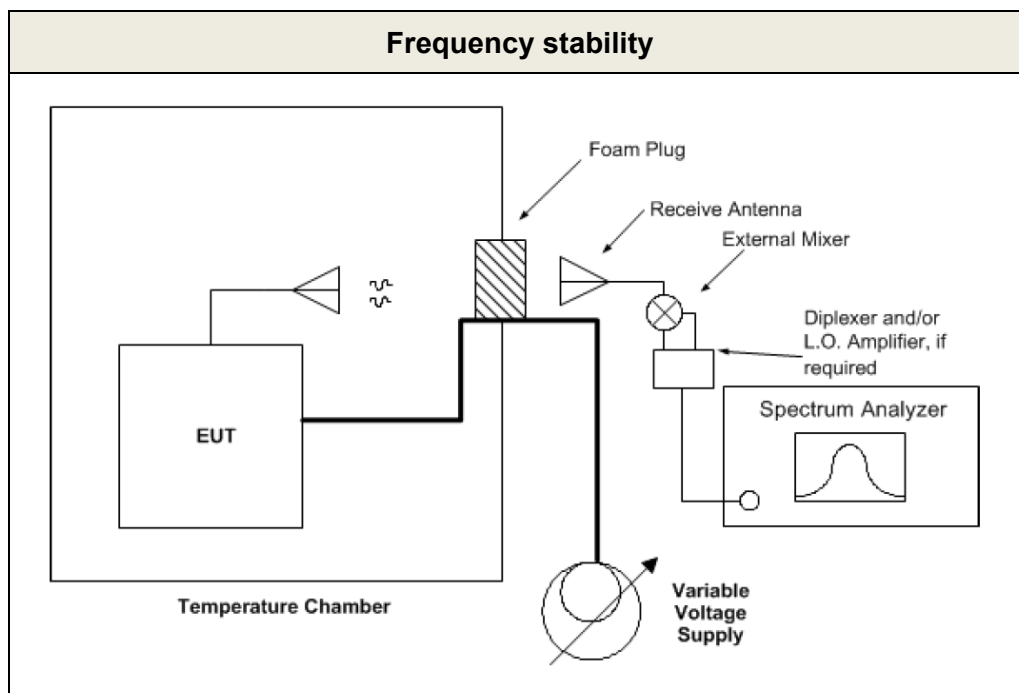 Frequency stability
Foam Plug
Receive Antenna
External Mixer
Diplexer and/or
L.O. Amplifier, if
required
Spectrum Analyzer
EUT
Temperature Chamber
Variable
Voltage
Supply